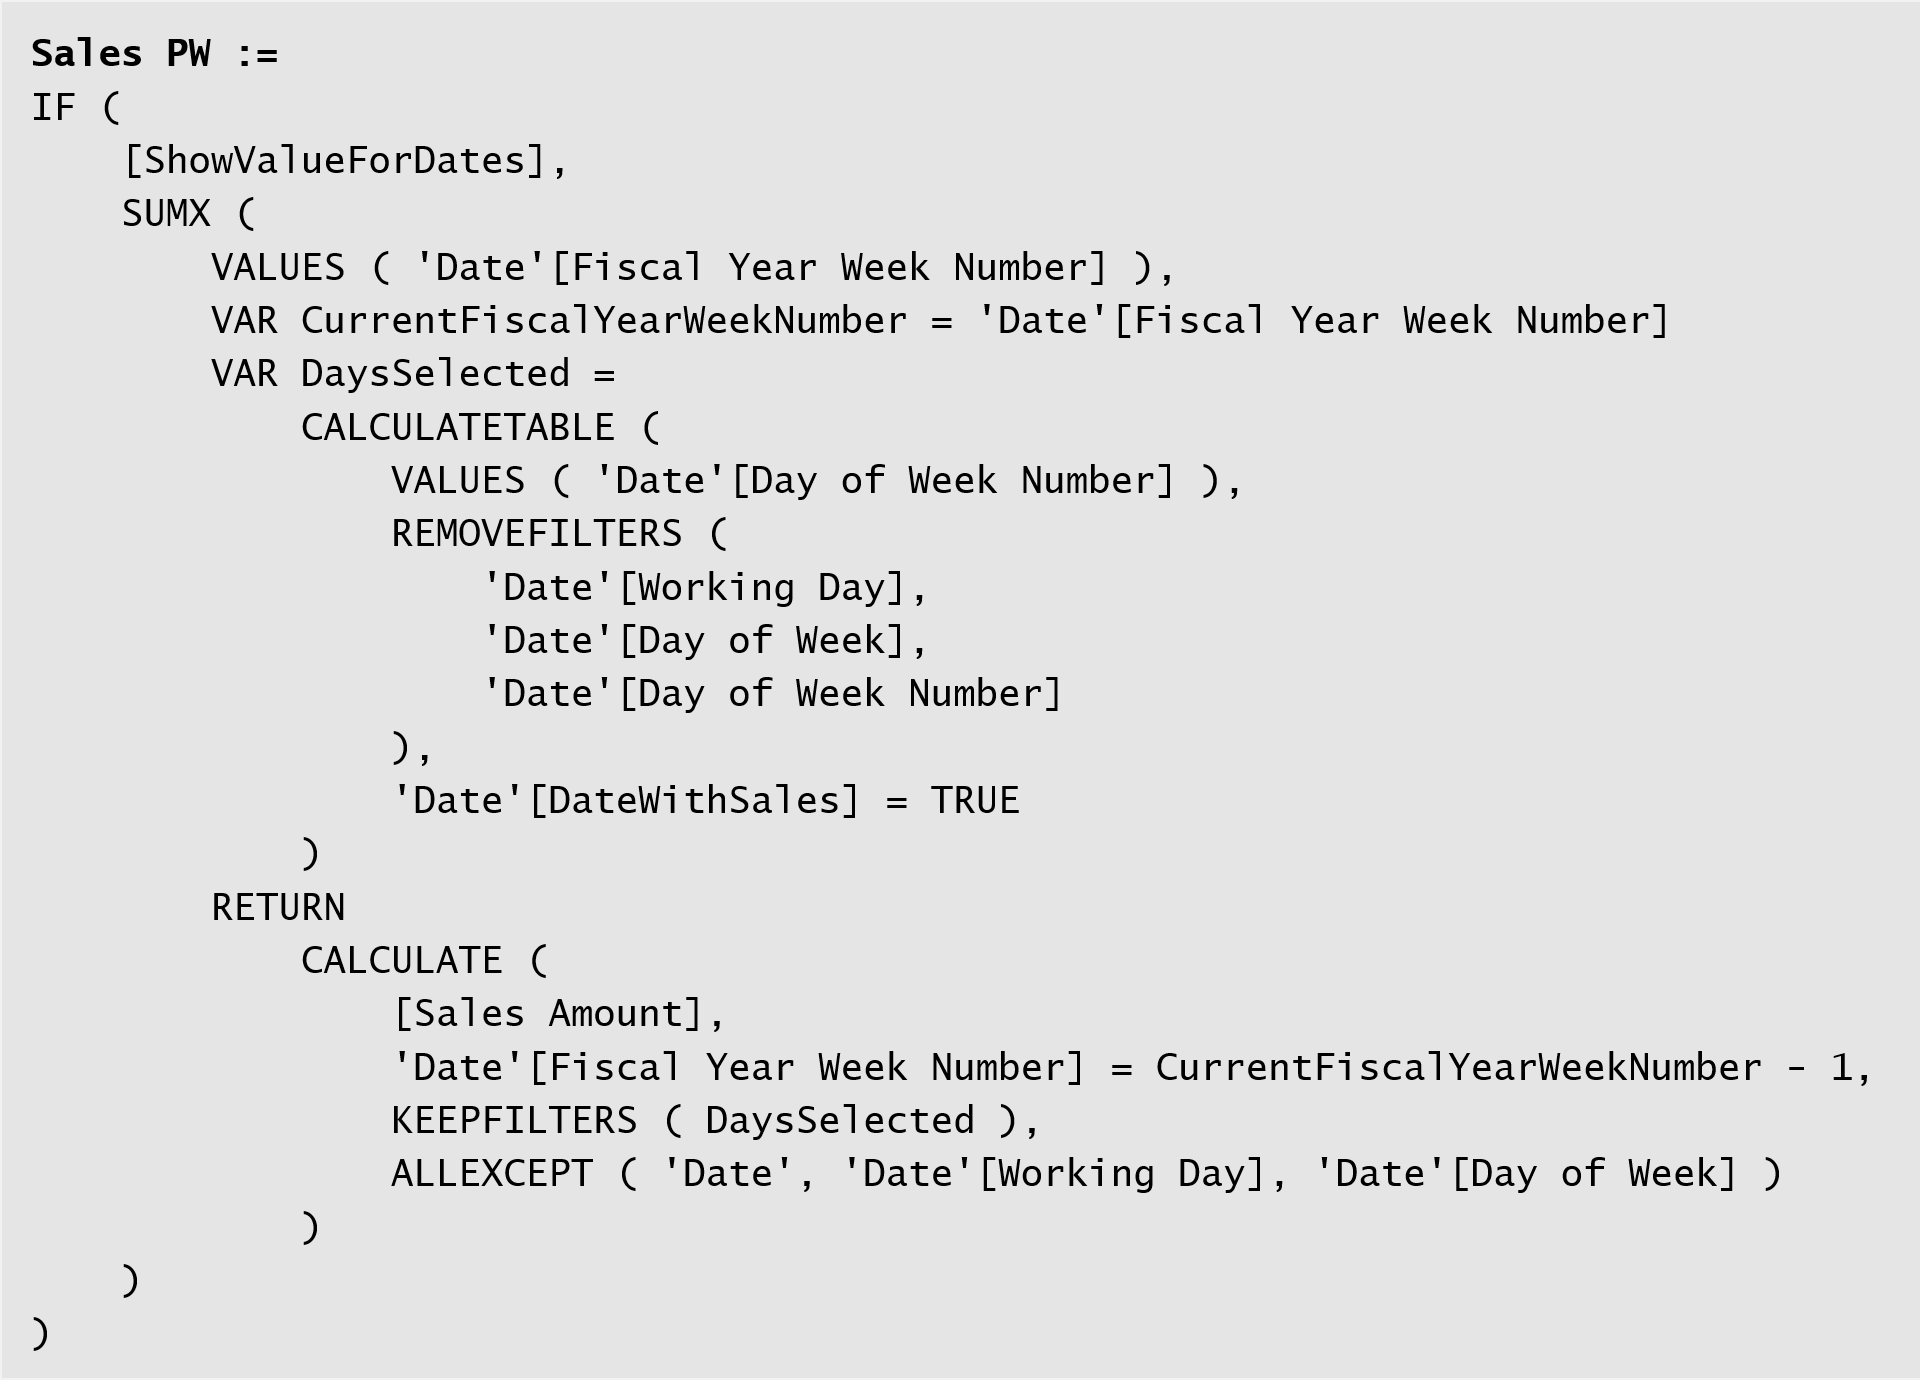 Sales PW :=
IF (
    [ShowValueForDates],
    SUMX (
        VALUES ( 'Date'[Fiscal Year Week Number] ),
        VAR CurrentFiscalYearWeekNumber = 'Date'[Fiscal Year Week Number]
        VAR DaysSelected =
            CALCULATETABLE (
                VALUES ( 'Date'[Day of Week Number] ),
                REMOVEFILTERS (
                    'Date'[Working Day],
                    'Date'[Day of Week],
                    'Date'[Day of Week Number]
                ),
                'Date'[DateWithSales] = TRUE
            )
        RETURN
            CALCULATE (
                [Sales Amount],
                'Date'[Fiscal Year Week Number] = CurrentFiscalYearWeekNumber - 1,
                KEEPFILTERS ( DaysSelected ),
                ALLEXCEPT ( 'Date', 'Date'[Working Day], 'Date'[Day of Week] )
            )
    )
)